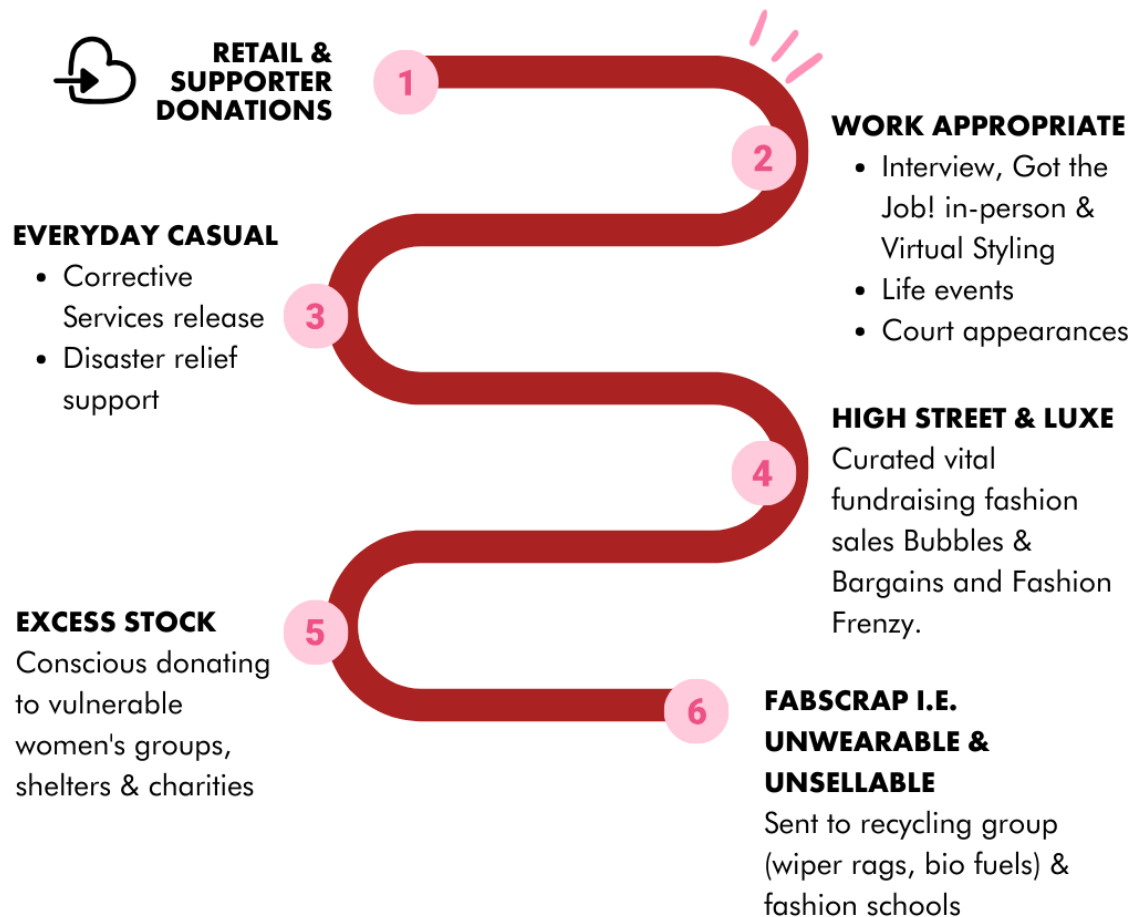 RETAIL &
SUPPORTER
DONATIONS
1
2
WORK APPROPRIATE
• Interview, Got the
Job! in-person &
Virtual Styling
• Life events
• Court appearances
EVERYDAY CASUAL
• Corrective
Services release
• Disaster relief
support
3
HIGH STREET & LUXE
Curated vital
fundraising fashion
sales Bubbles &
Bargains and Fashion
Frenzy.
4
EXCESS STOCK
Conscious donating
to vulnerable
women's groups,
shelters & charities
5
6
FABSCRAP I.E.
UNWEARABLE &
UNSELLABLE
Sent to recycling group
(wiper rags, bio fuels) &
fashion schools